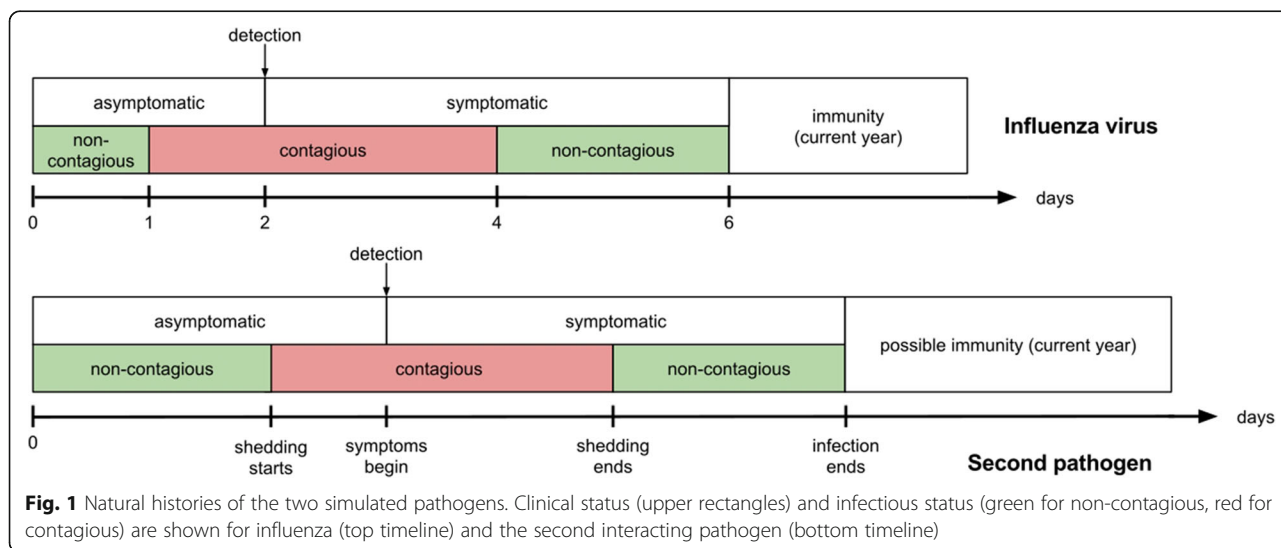 detection
asymptomatic
symptomatic
immunity
(current year)
Influenza virus
non-
contagious
contagious
non-contagious
0
1
2
4
6
days
detection
asymptomatic
symptomatic
possible immunity (current year)
non-contagious
contagious
non-contagious
0
days
shedding
starts
symptoms
begin
shedding
ends
infection
ends
Second pathogen
Fig. 1 Natural histories of the two simulated pathogens. Clinical status (upper rectangles) and infectious status (green for non-contagious, red for
contagious) are shown for influenza (top timeline) and the second interacting pathogen (bottom timeline)